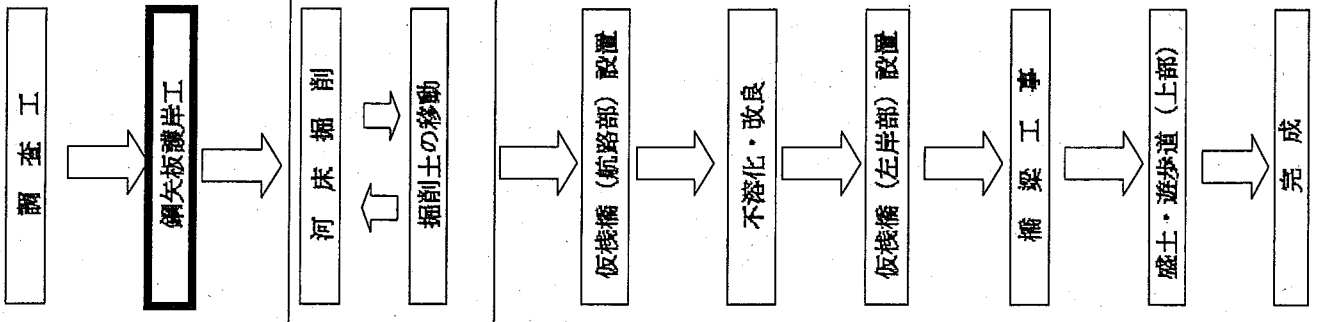 調査工
鋼矢板護岸工
河床掘削
掘削土の移動
仮桟橋（航路部）設置
不溶化・改良
仮桟橋（左岸部）設置
橋梁工事
盛土・遊歩道（上部）
完成